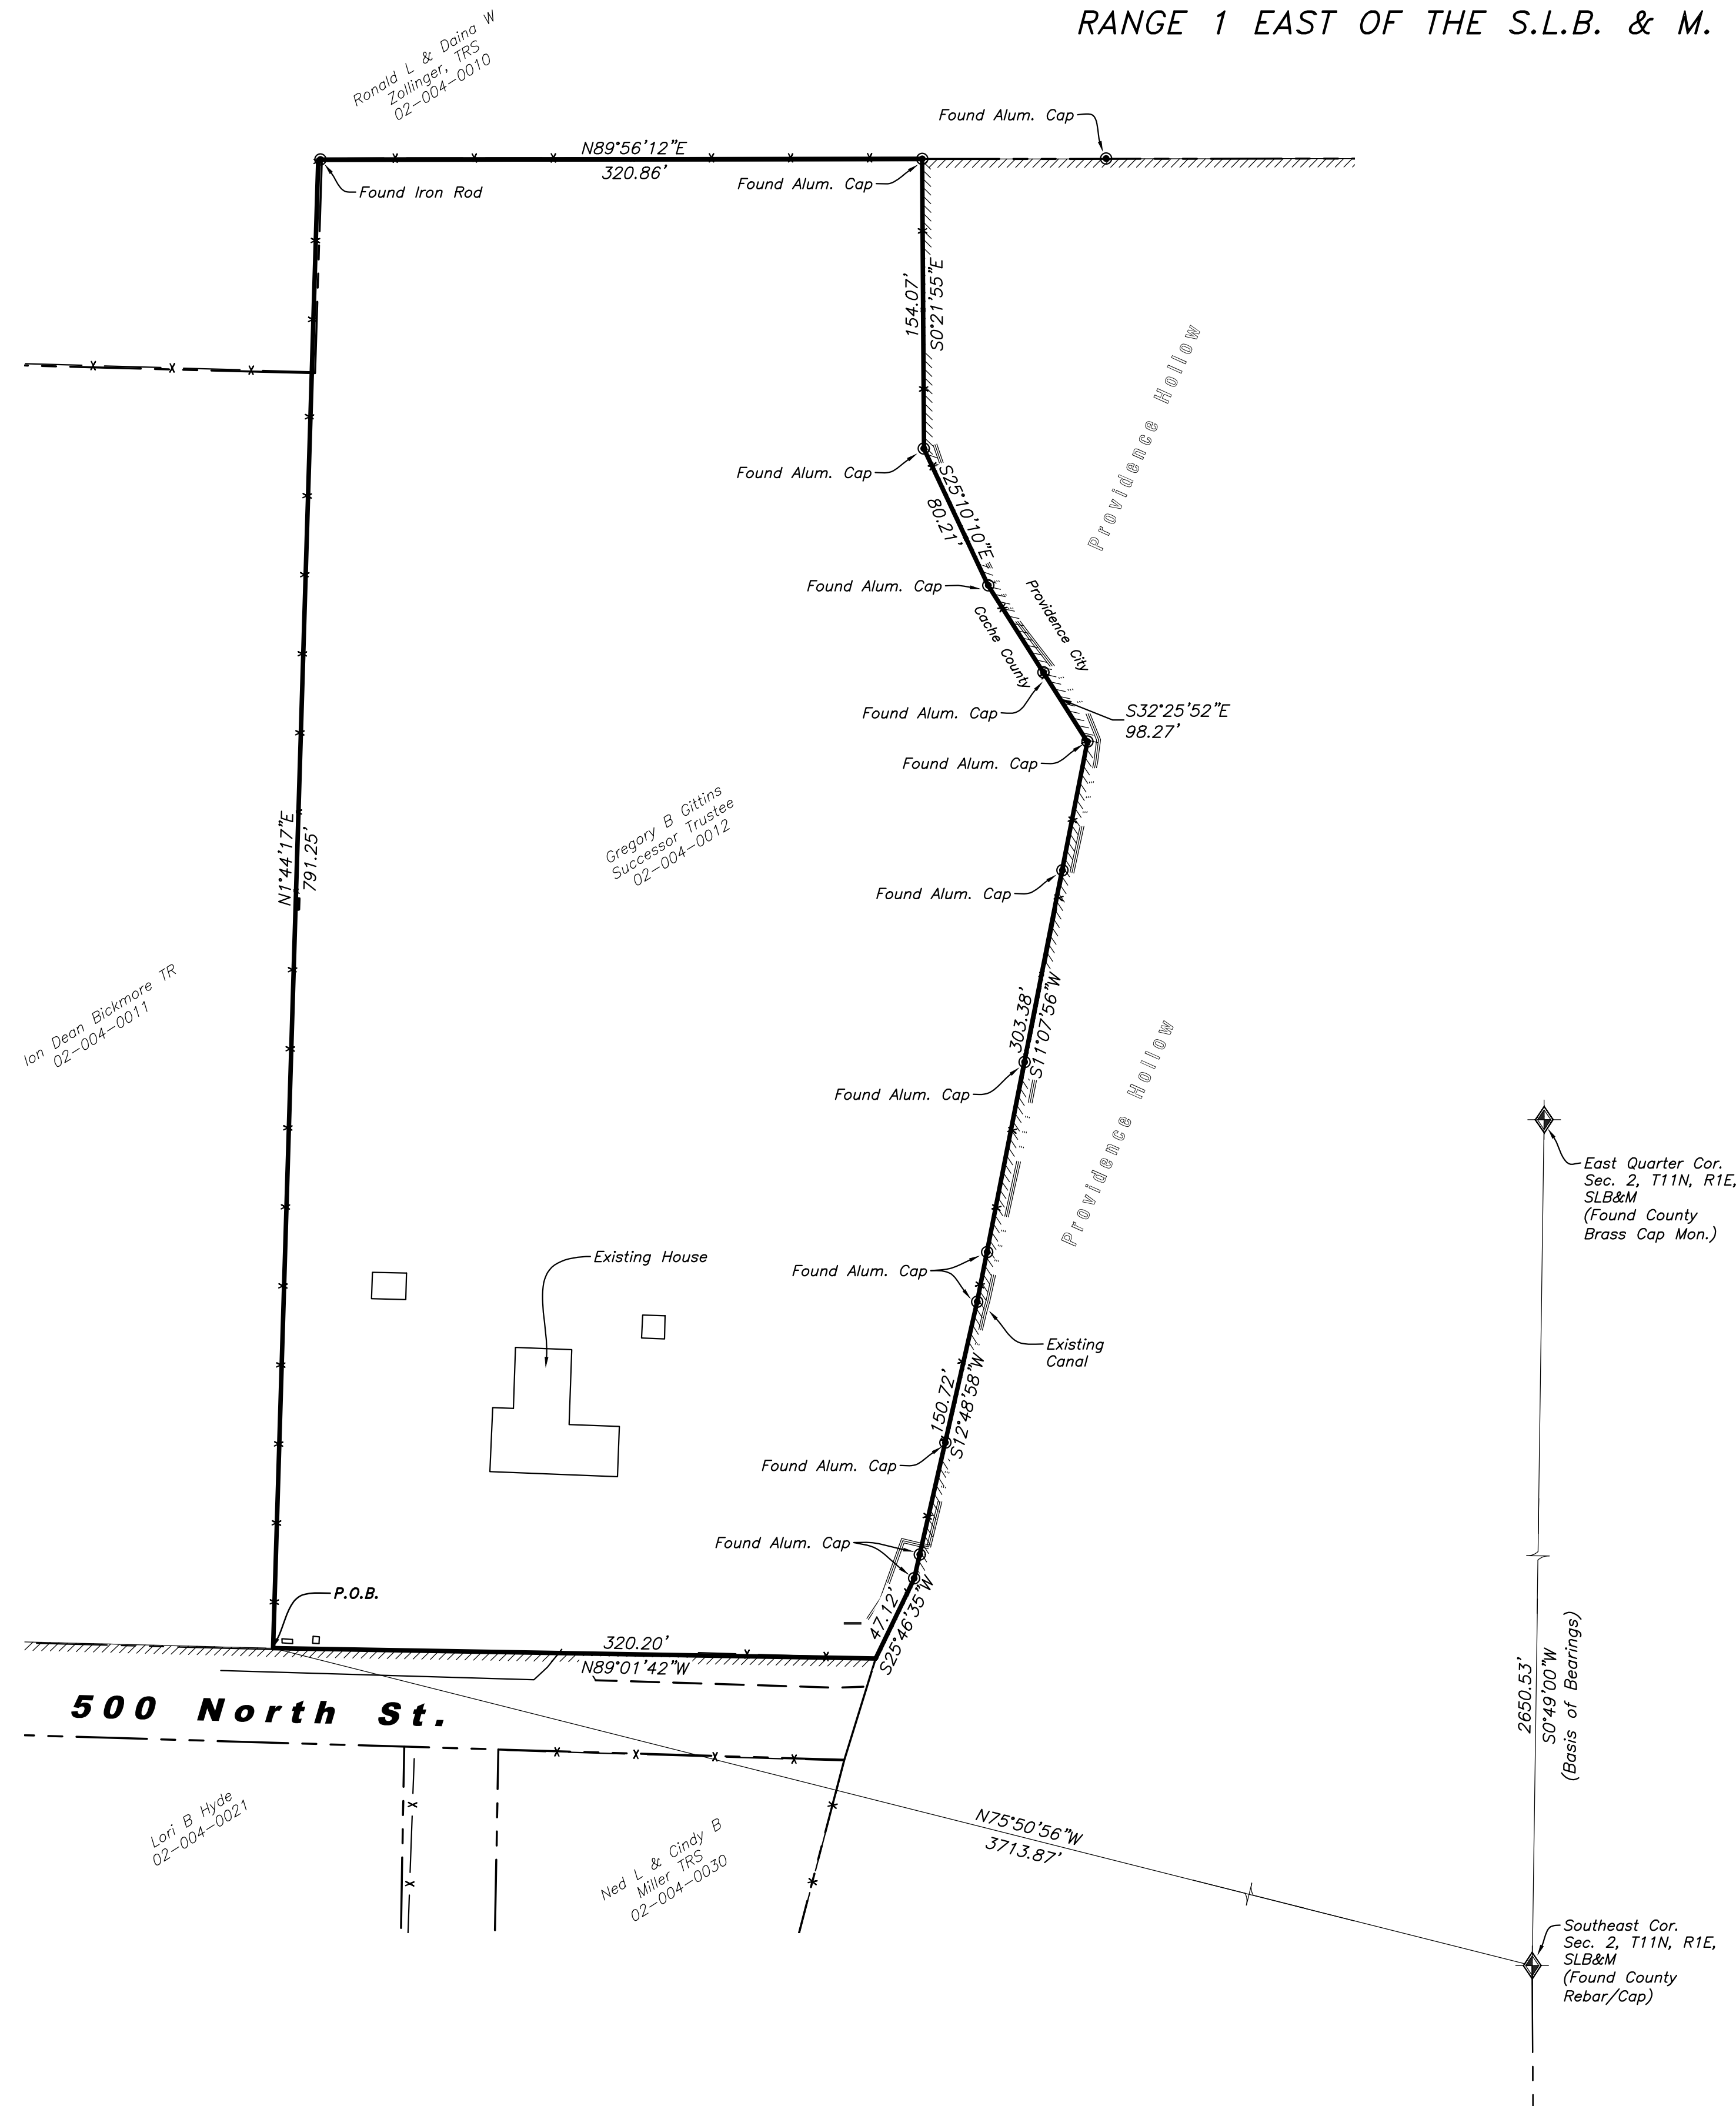 RANGE 1 EAST OF THE S.L.B. & M.
Ronald L & Daina W
Zollinger, TRS
02-004-0010
Found Alum. Cap
N89°56'12"E
320.86'
Found Iron Rod
Found Alum. Cap
154.07'
S0°21'55"E
Providence Hollow
Found Alum. Cap
S25°10'10"E
80.21'
Found Alum. Cap
Providence City
Cache County
Found Alum. Cap
S32°25'52"E
98.27'
Found Alum. Cap
Gregory B Gittins
Successor Trustee
02-004-0012
N1°44'17"E
791.25'
Found Alum. Cap
Ion Dean Bickmore TR
02-004-0011
303.38'
S11°07'56"W
Found Alum. Cap
Providence Hollow
East Quarter Cor.
Sec. 2, T11N, R1E,
SLB&M
(Found County
Brass Cap Mon.)
Existing House
Found Alum. Cap
Existing
Canal
150.72'
S12°48'58"W
Found Alum. Cap
Found Alum. Cap
P.O.B.
47.12'
S25°46'35"W
320.20'
N89°01'42"W
500 North St.
2650.53'
S0°49'00"W
(Basis of Bearings)
Lori B Hyde
02-004-0021
Ned L & Cindy B
Miller TRS
02-004-0030
N75°50'56"W
3713.87'
Southeast Cor.
Sec. 2, T11N, R1E,
SLB&M
(Found County
Rebar/Cap)